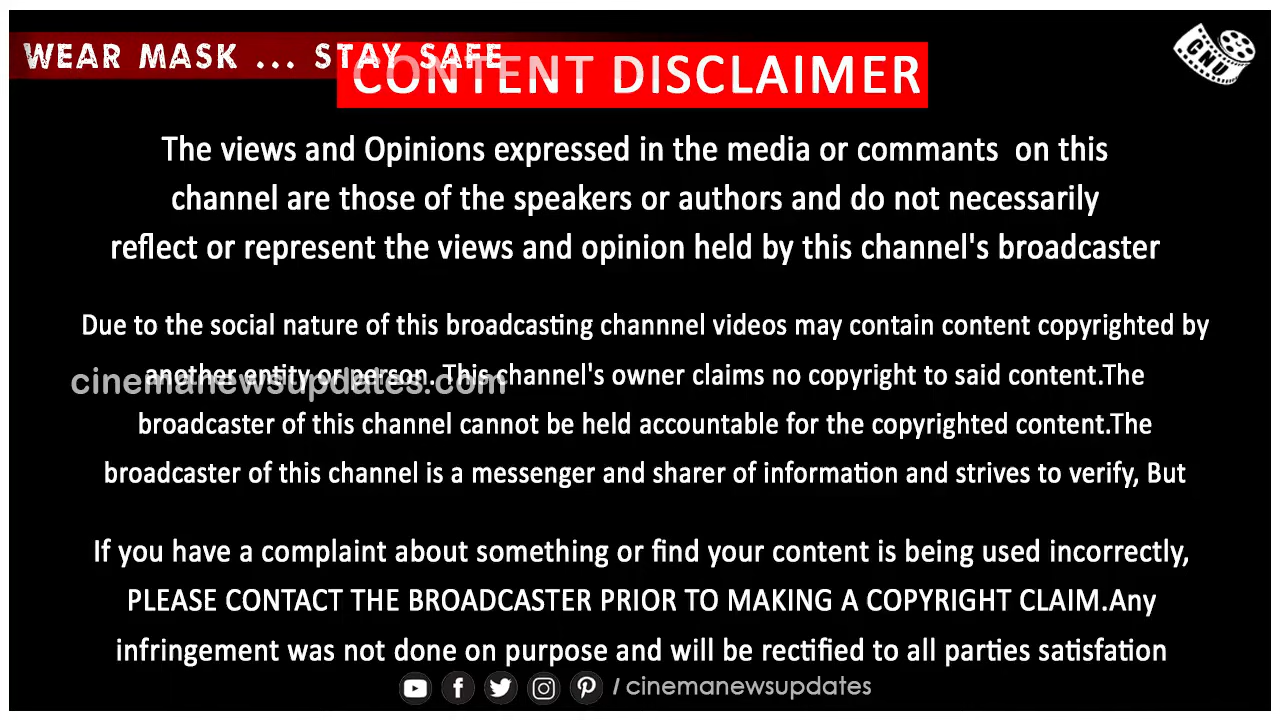 WEAR MASK ... STAY SAFE
CONTENT DISCLAIMER
CNU
The views and Opinions expressed in the media or commants on this
channel are those of the speakers or authors and do not necessarily
reflect or represent the views and opinion held by this channel's broadcaster
Due to the social nature of this broadcasting channnel videos may contain content copyrighted by
another entity or person. This channel's owner claims no copyright to said content.The
cinemanewsupdates.com
broadcaster of this channel cannot be held accountable for the copyrighted content.The
broadcaster of this channel is a messenger and sharer of information and strives to verify, But
If you have a complaint about something or find your content is being used incorrectly,
PLEASE CONTACT THE BROADCASTER PRIOR TO MAKING A COPYRIGHT CLAIM.Any
infringement was not done on purpose and will be rectified to all parties satisfation
/ cinemanewsupdates